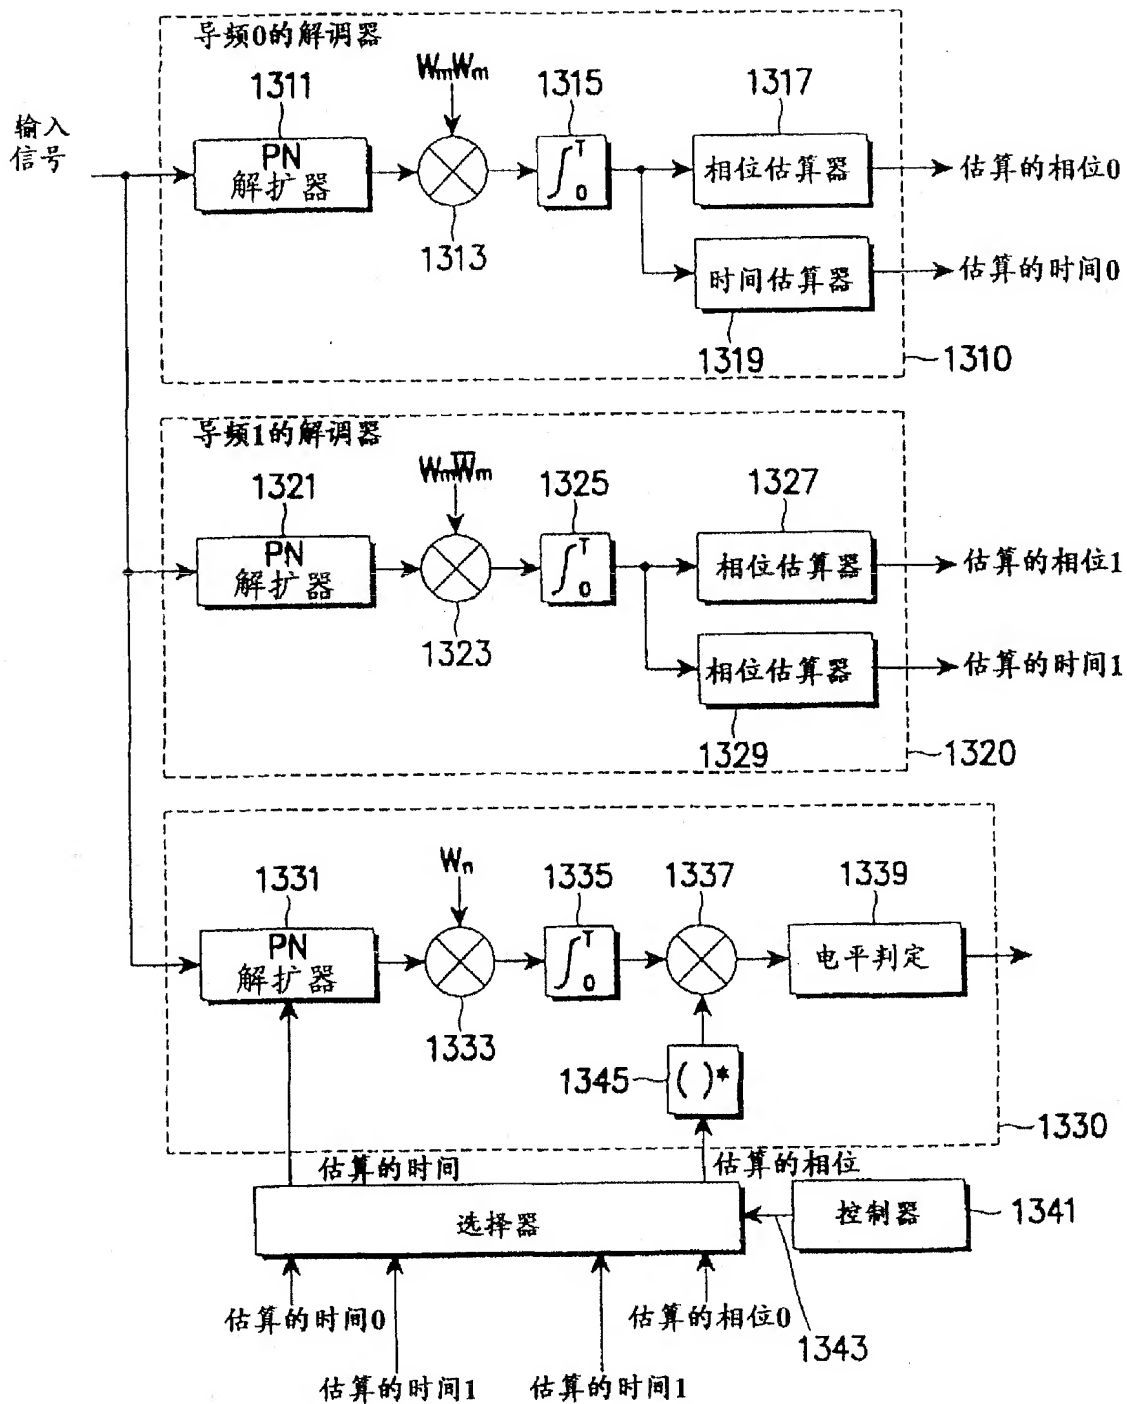 导频0的解调器
WmWm
1311
1315
1317
输入
信号
PN
解扩器
∫T0
相位估算器
估算的相位0
1313
时间估算器
估算的时间0
1319
1310
导频1的解调器
WmW̅m
1321
1325
1327
PN
解扩器
∫T0
相位估算器
估算的相位1
1323
相位估算器
估算的时间1
1329
1320
Wn
1331
1335
1337
1339
PN
解扩器
∫T0
电平判定
1333
1345
( )*
1330
估算的时间
估算的相位
选择器
控制器
1341
估算的时间0
估算的相位0
1343
估算的时间1
估算的时间1